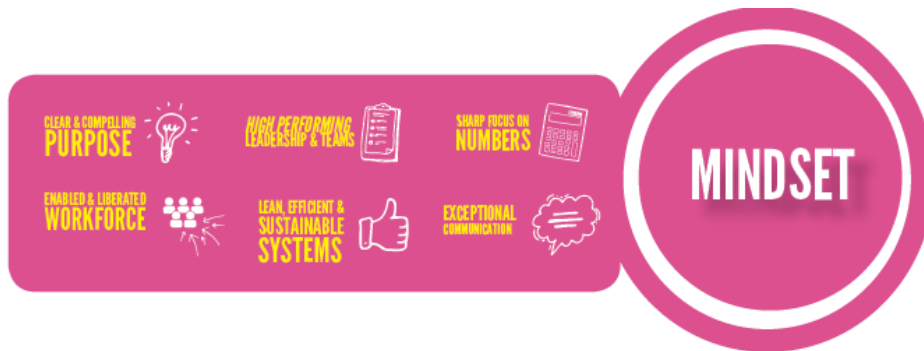 CLEAR & COMPELLING
PURPOSE
HIGH PERFORMING
LEADERSHIP & TEAMS
SHARP FOCUS ON
NUMBERS
ENABLED & LIBERATED
WORKFORCE
LEAN, EFFICIENT &
SUSTAINABLE
SYSTEMS
EXCEPTIONAL
COMMUNICATION
MINDSET